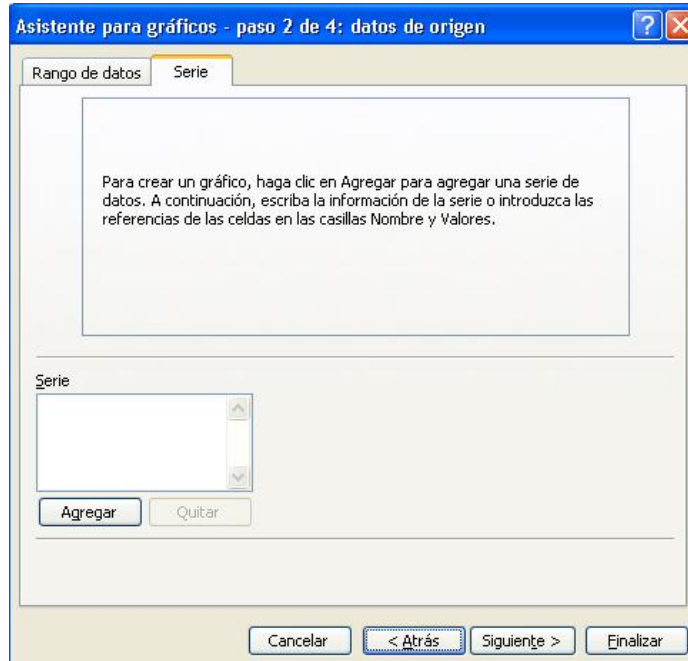 Asistente para gráficos - paso 2 de 4: datos de origen
Rango de datos
Serie
Para crear un gráfico, haga clic en Agregar para agregar una serie de
datos. A continuación, escriba la información de la serie o introduzca las
referencias de las celdas en las casillas Nombre y Valores.
Serie
Agregar
Quitar
Cancelar
< Atrás
Siguiente >
Finalizar